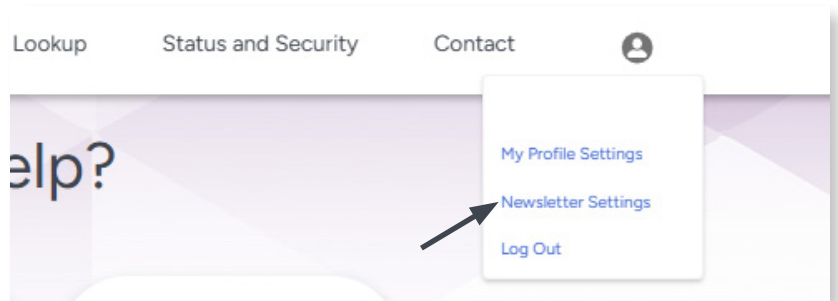 Lookup Status and Security Contact
elp?
My Profile Settings
Newsletter Settings
Log Out